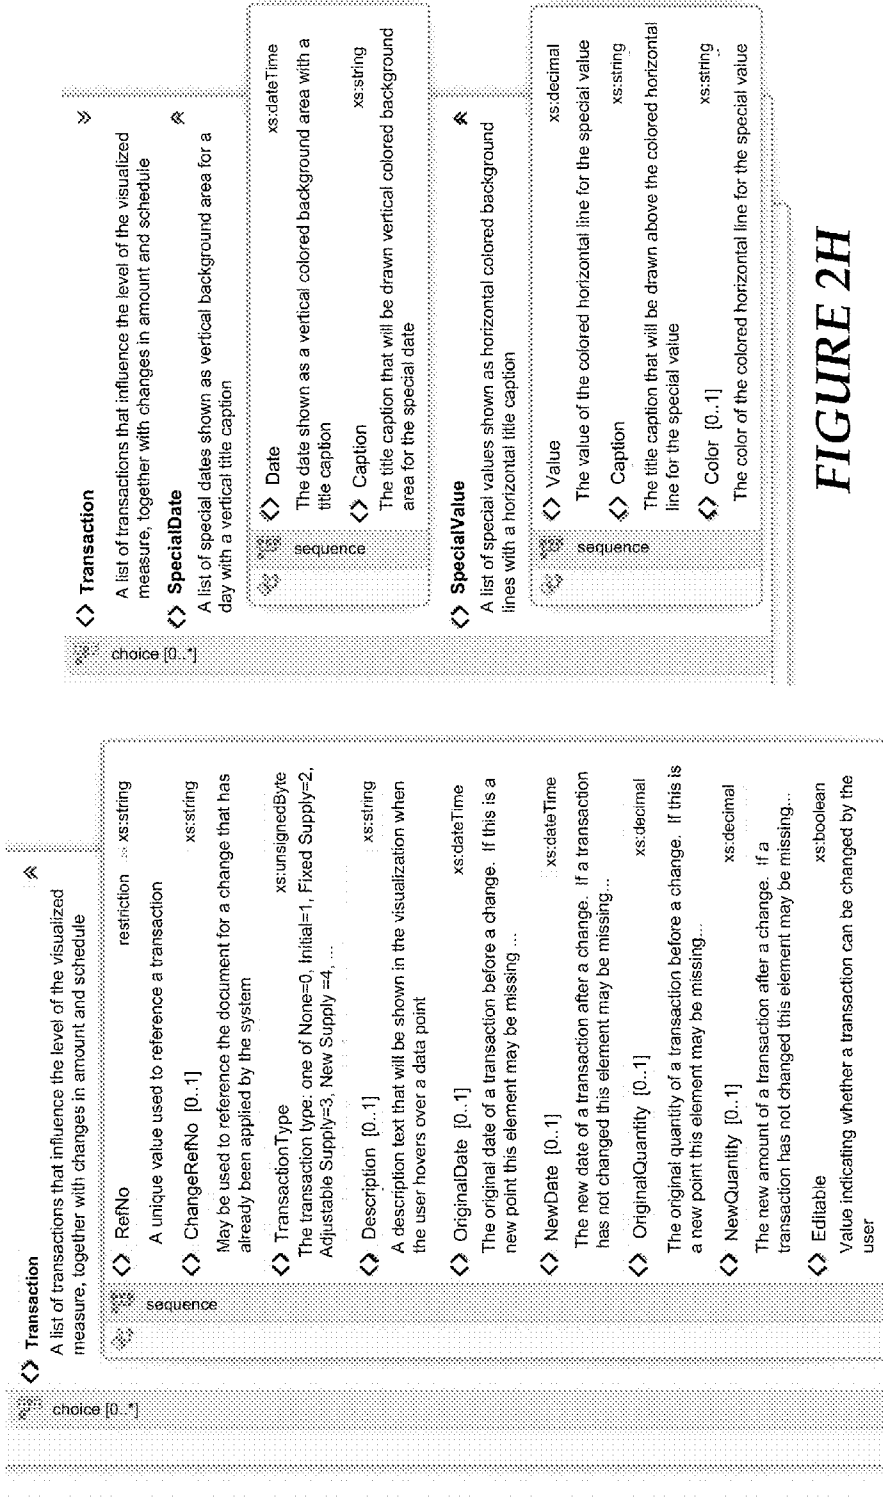 <> Transaction
A list of transactions that influence the level of the visualized
measure, together with changes in amount and schedule
choice [0..*]
sequence
<> RefNo restriction xs:string
A unique value used to reference a transaction
<> ChangeRefNo [0..1] xs:string
May be used to reference the document for a change that has
already been applied by the system
<> TransactionType xs:unsignedByte
The transaction type: one of None=0, Initial=1, Fixed Supply=2,
Adjustable Supply=3, New Supply =4, ...
<> Description [0..1] xs:string
A description text that will be shown in the visualization when
the user hovers over a data point
<> OriginalDate [0..1] xs:dateTime
The original date of a transaction before a change. If this is a
new point this element may be missing ...
<> NewDate [0..1] xs:dateTime
The new date of a transaction after a change. If a transaction
has not changed this element may be missing...
<> OriginalQuantity [0..1] xs:decimal
The original quantity of a transaction before a change. If this is
a new point this element may be missing...
<> NewQuantity [0..1] xs:decimal
The new amount of a transaction after a change. If a
transaction has not changed this element may be missing...
<> Editable xs:boolean
Value indicating whether a transaction can be changed by the
user
choice [0..*]
<> Transaction
A list of transactions that influence the level of the visualized
measure, together with changes in amount and schedule
<> SpecialDate
A list of special dates shown as vertical background area for a
day with a vertical title caption
sequence
<> Date xs:dateTime
The date shown as a vertical colored background area with a
title caption
<> Caption xs:string
The title caption that will be drawn vertical colored background
area for the special date
<> SpecialValue
A list of special values shown as horizontal colored background
lines with a horizontal title caption
sequence
<> Value xs:decimal
The value of the colored horizontal line for the special value
<> Caption xs:string
The title caption that will be drawn above the colored horizontal
line for the special value
<> Color [0..1] xs:string
The color of the colored horizontal line for the special value
FIGURE 2H